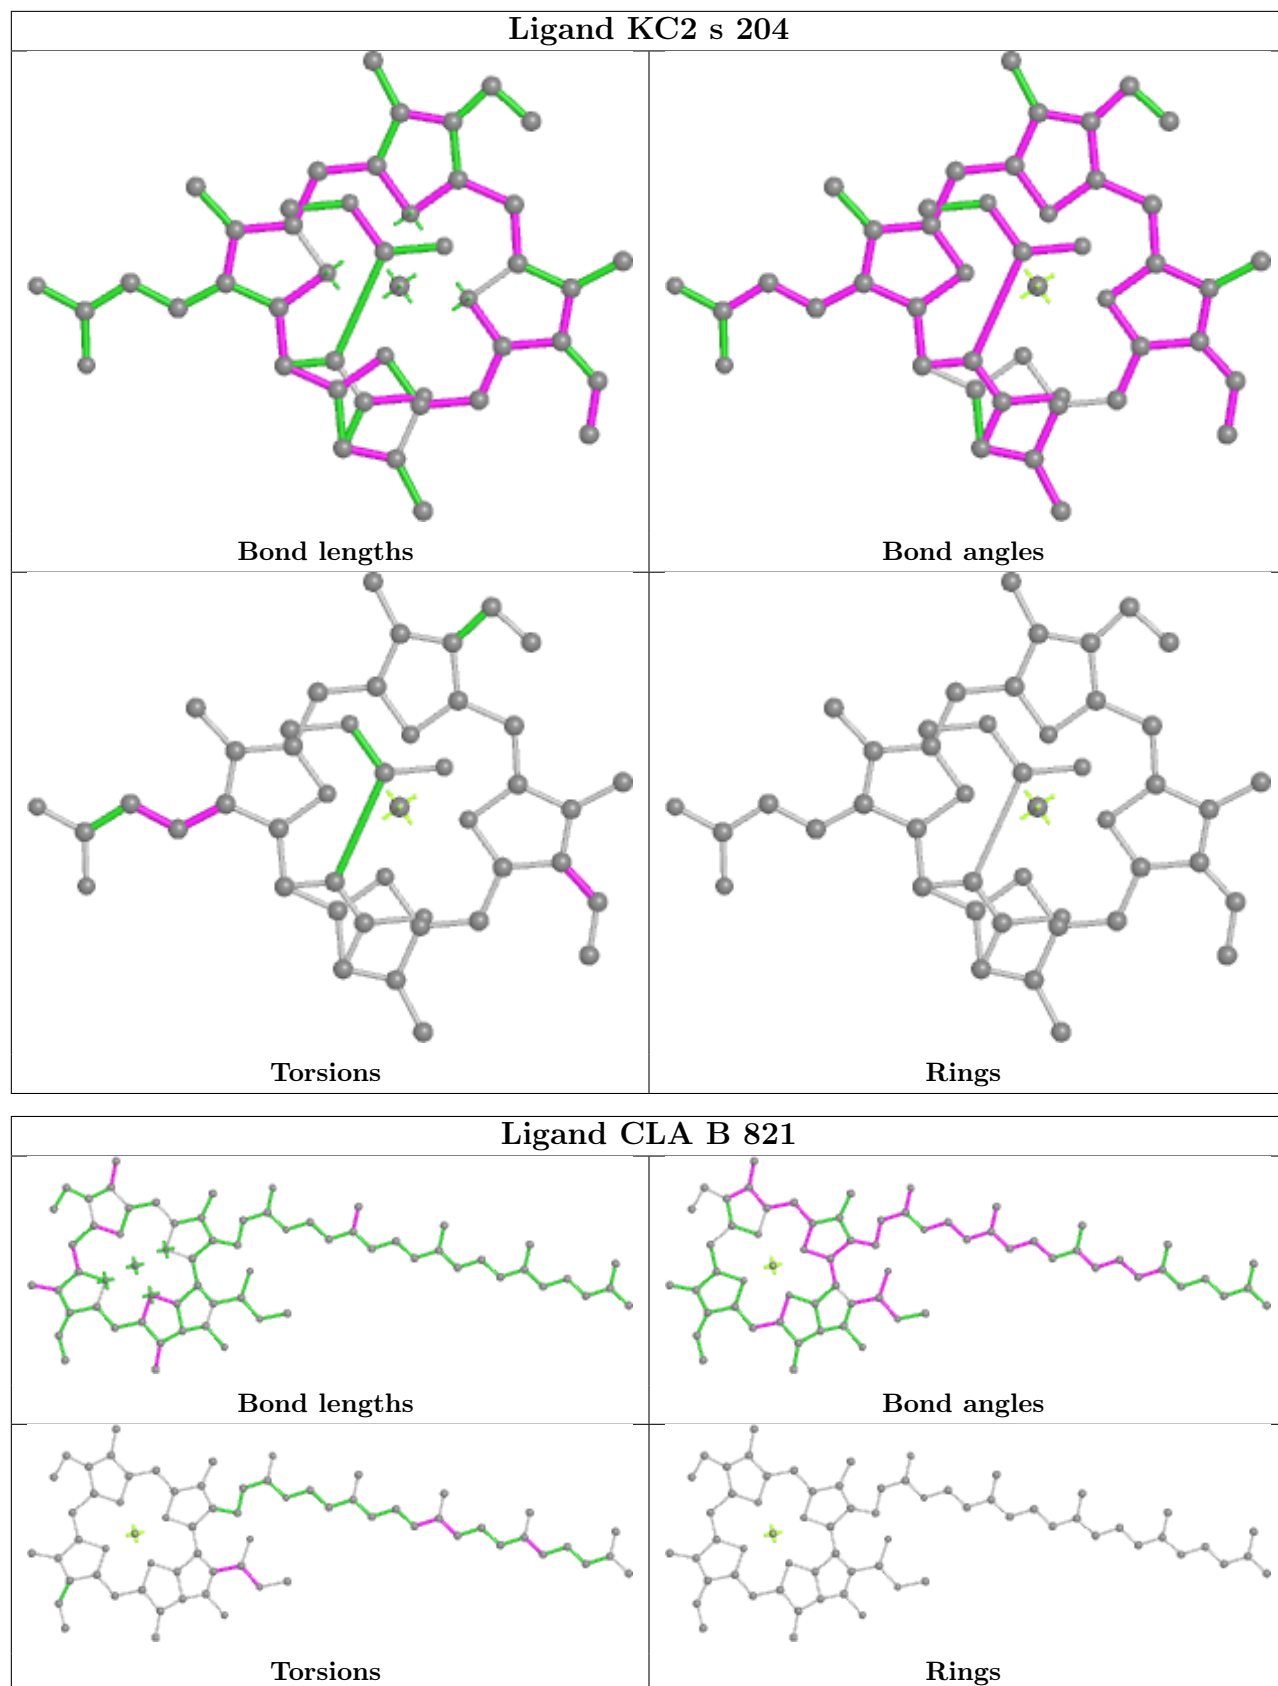 Ligand KC2 s 204
Bond lengths
Bond angles
Torsions
Rings
Ligand CLA B 821
Bond lengths
Bond angles
Torsions
Rings